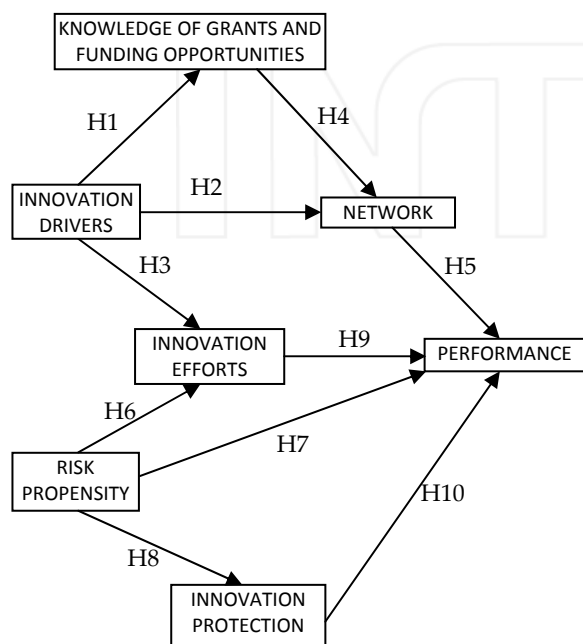 KNOWLEDGE OF GRANTS AND
FUNDING OPPORTUNITIES
H1
H4
INNOVATION
DRIVERS
H2
NETWORK
H3
H5
INNOVATION
EFFORTS
H9
PERFORMANCE
H6
H7
RISK
PROPENSITY
H10
H8
INNOVATION
PROTECTION
INT